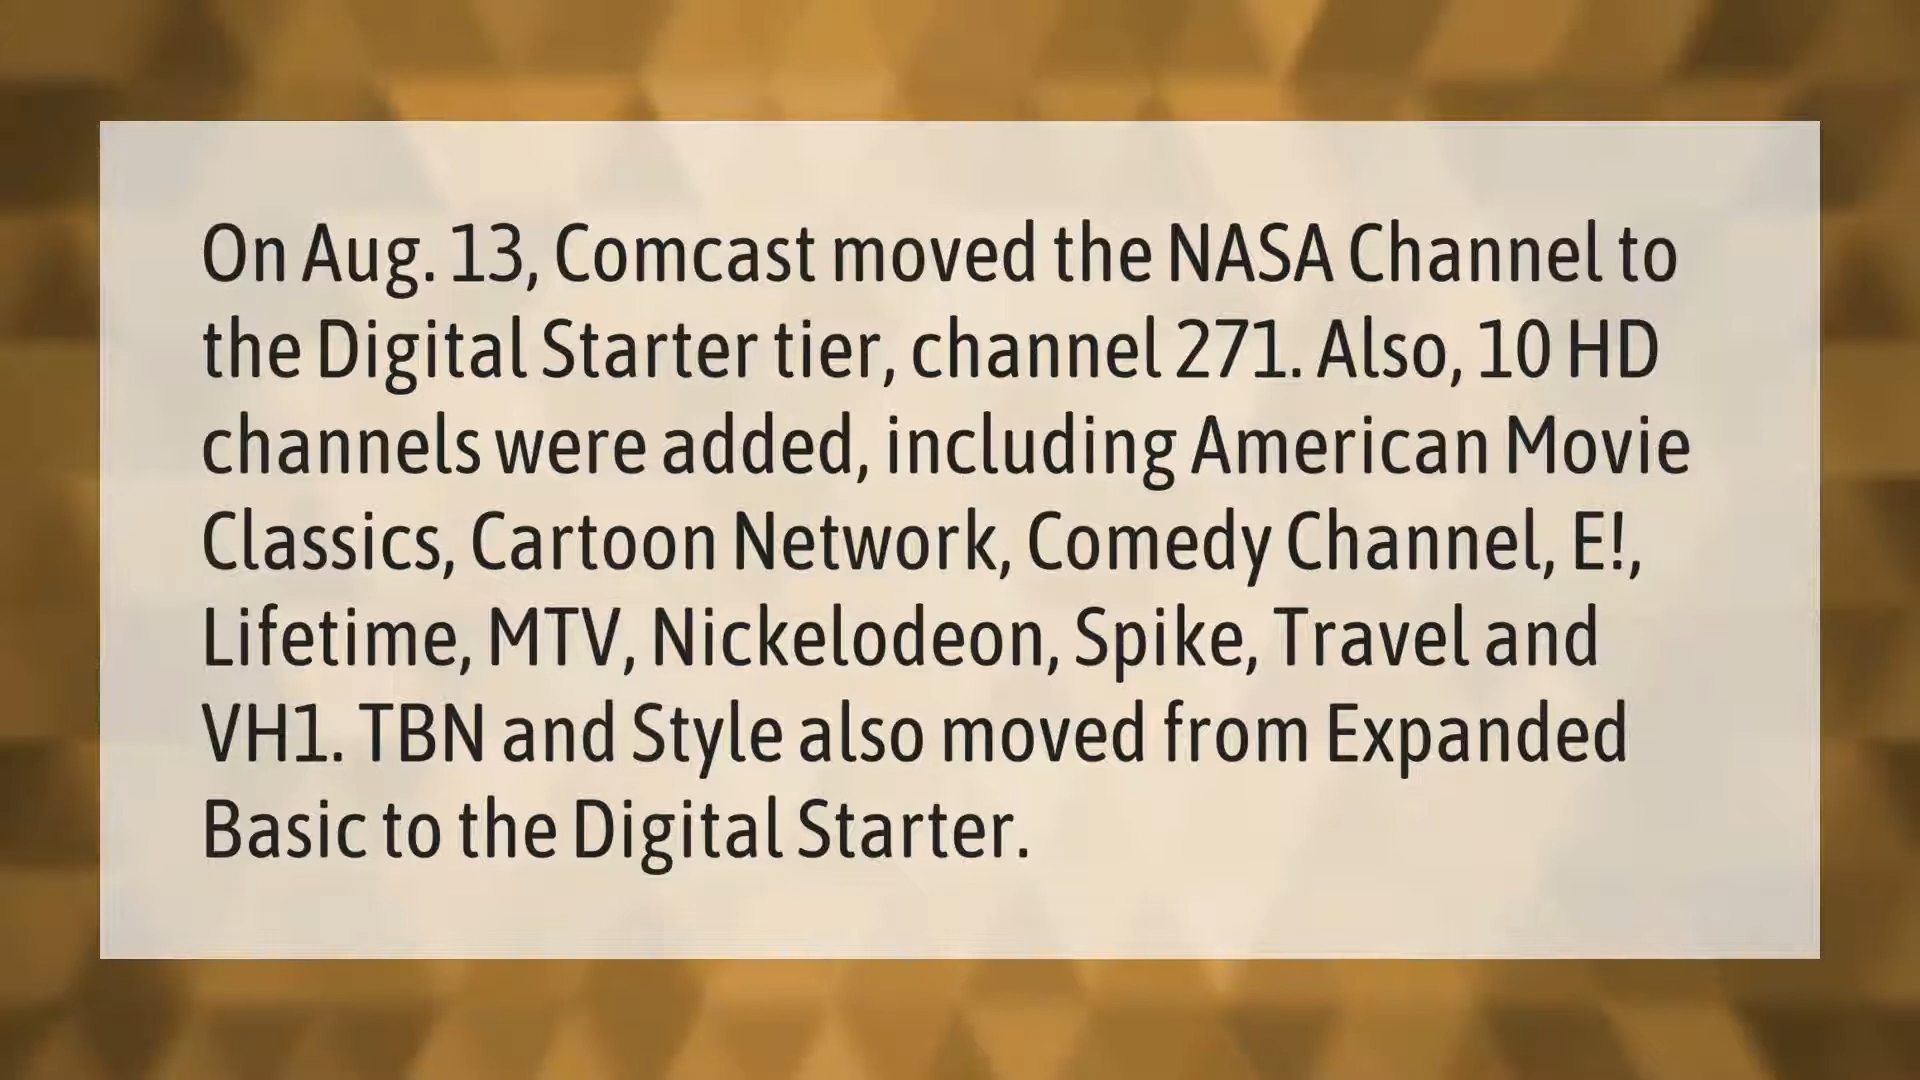 On Aug. 13, Comcast moved the NASA Channel to
the Digital Starter tier, channel 271. Also, 10 HD
channels were added, including American Movie
Classics, Cartoon Network, Comedy Channel, E!,
Lifetime, MTV, Nickelodeon, Spike, Travel and
VH1. TBN and Style also moved from Expanded
Basic to the Digital Starter.